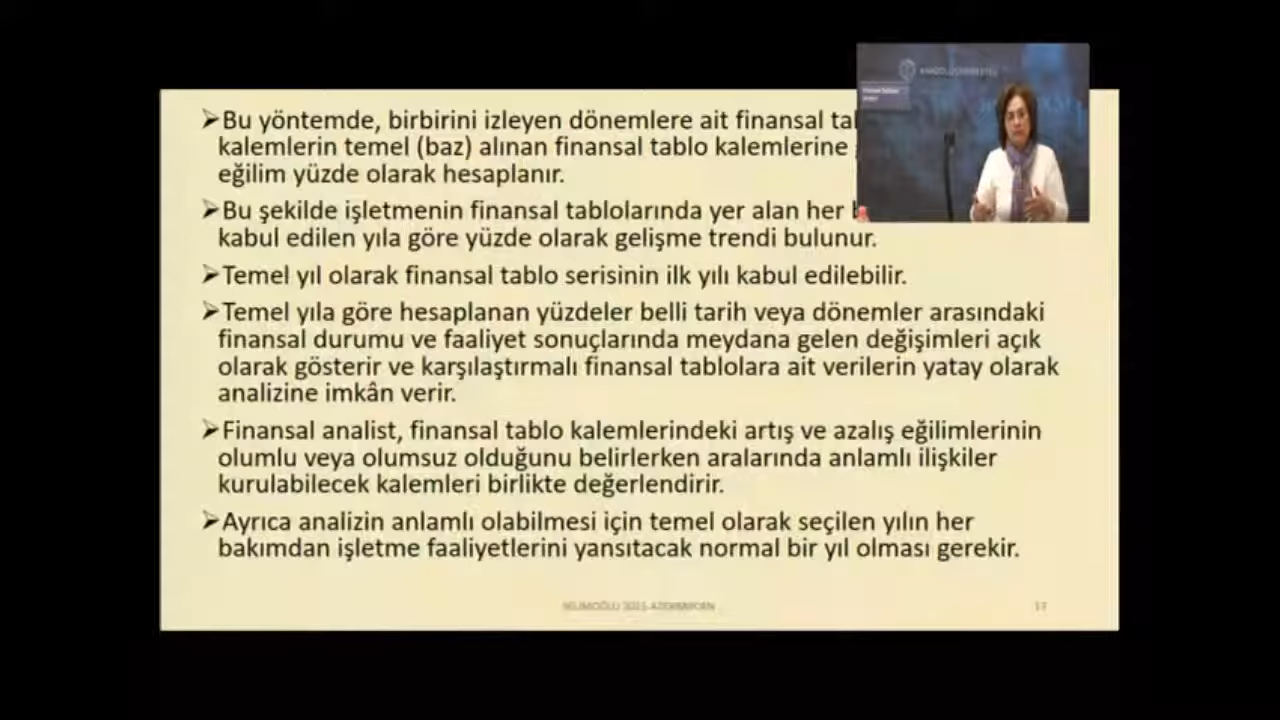 ➢Bu yöntemde, birbirini izleyen dönemlere ait finansal
kalemlerin temel (baz) alınan finansal tablo kalemlerine
eğilim yüzde olarak hesaplanır.
➢Bu şekilde işletmenin finansal tablolarında yer alan her
kabul edilen yıla göre yüzde olarak gelişme trendi bulunur.
➢Temel yıl olarak finansal tablo serisinin ilk yılı kabul edilebilir.
➢Temel yıla göre hesaplanan yüzdeler belli tarih veya dönemler arasındaki
finansal durumu ve faaliyet sonuçlarında meydana gelen değişimleri açık
olarak gösterir ve karşılaştırmalı finansal tablolara ait verilerin yatay olarak
analizine imkân verir.
➢Finansal analist, finansal tablo kalemlerindeki artış ve azalış eğilimlerinin
olumlu veya olumsuz olduğunu belirlerken aralarında anlamlı ilişkiler
kurulabilecek kalemleri birlikte değerlendirir.
➢Ayrıca analizin anlamlı olabilmesi için temel olarak seçilen yılın her
bakımdan işletme faaliyetlerini yansıtacak normal bir yıl olması gerekir.